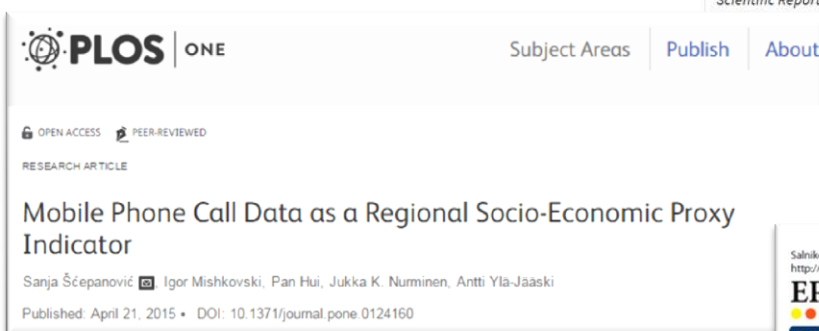 Scientific Report
PLOS ONE
Subject Areas Publish About
OPEN ACCESS PEER-REVIEWED
RESEARCH ARTICLE
Mobile Phone Call Data as a Regional Socio-Economic Proxy
Indicator
Sanja Šćepanović, Igor Mishkovski, Pan Hui, Jukka K. Nurminen, Antti Ylä-Jääski
Published: April 21, 2015 • DOI: 10.1371/journal.pone.0124160
Salnik
http:/
EP